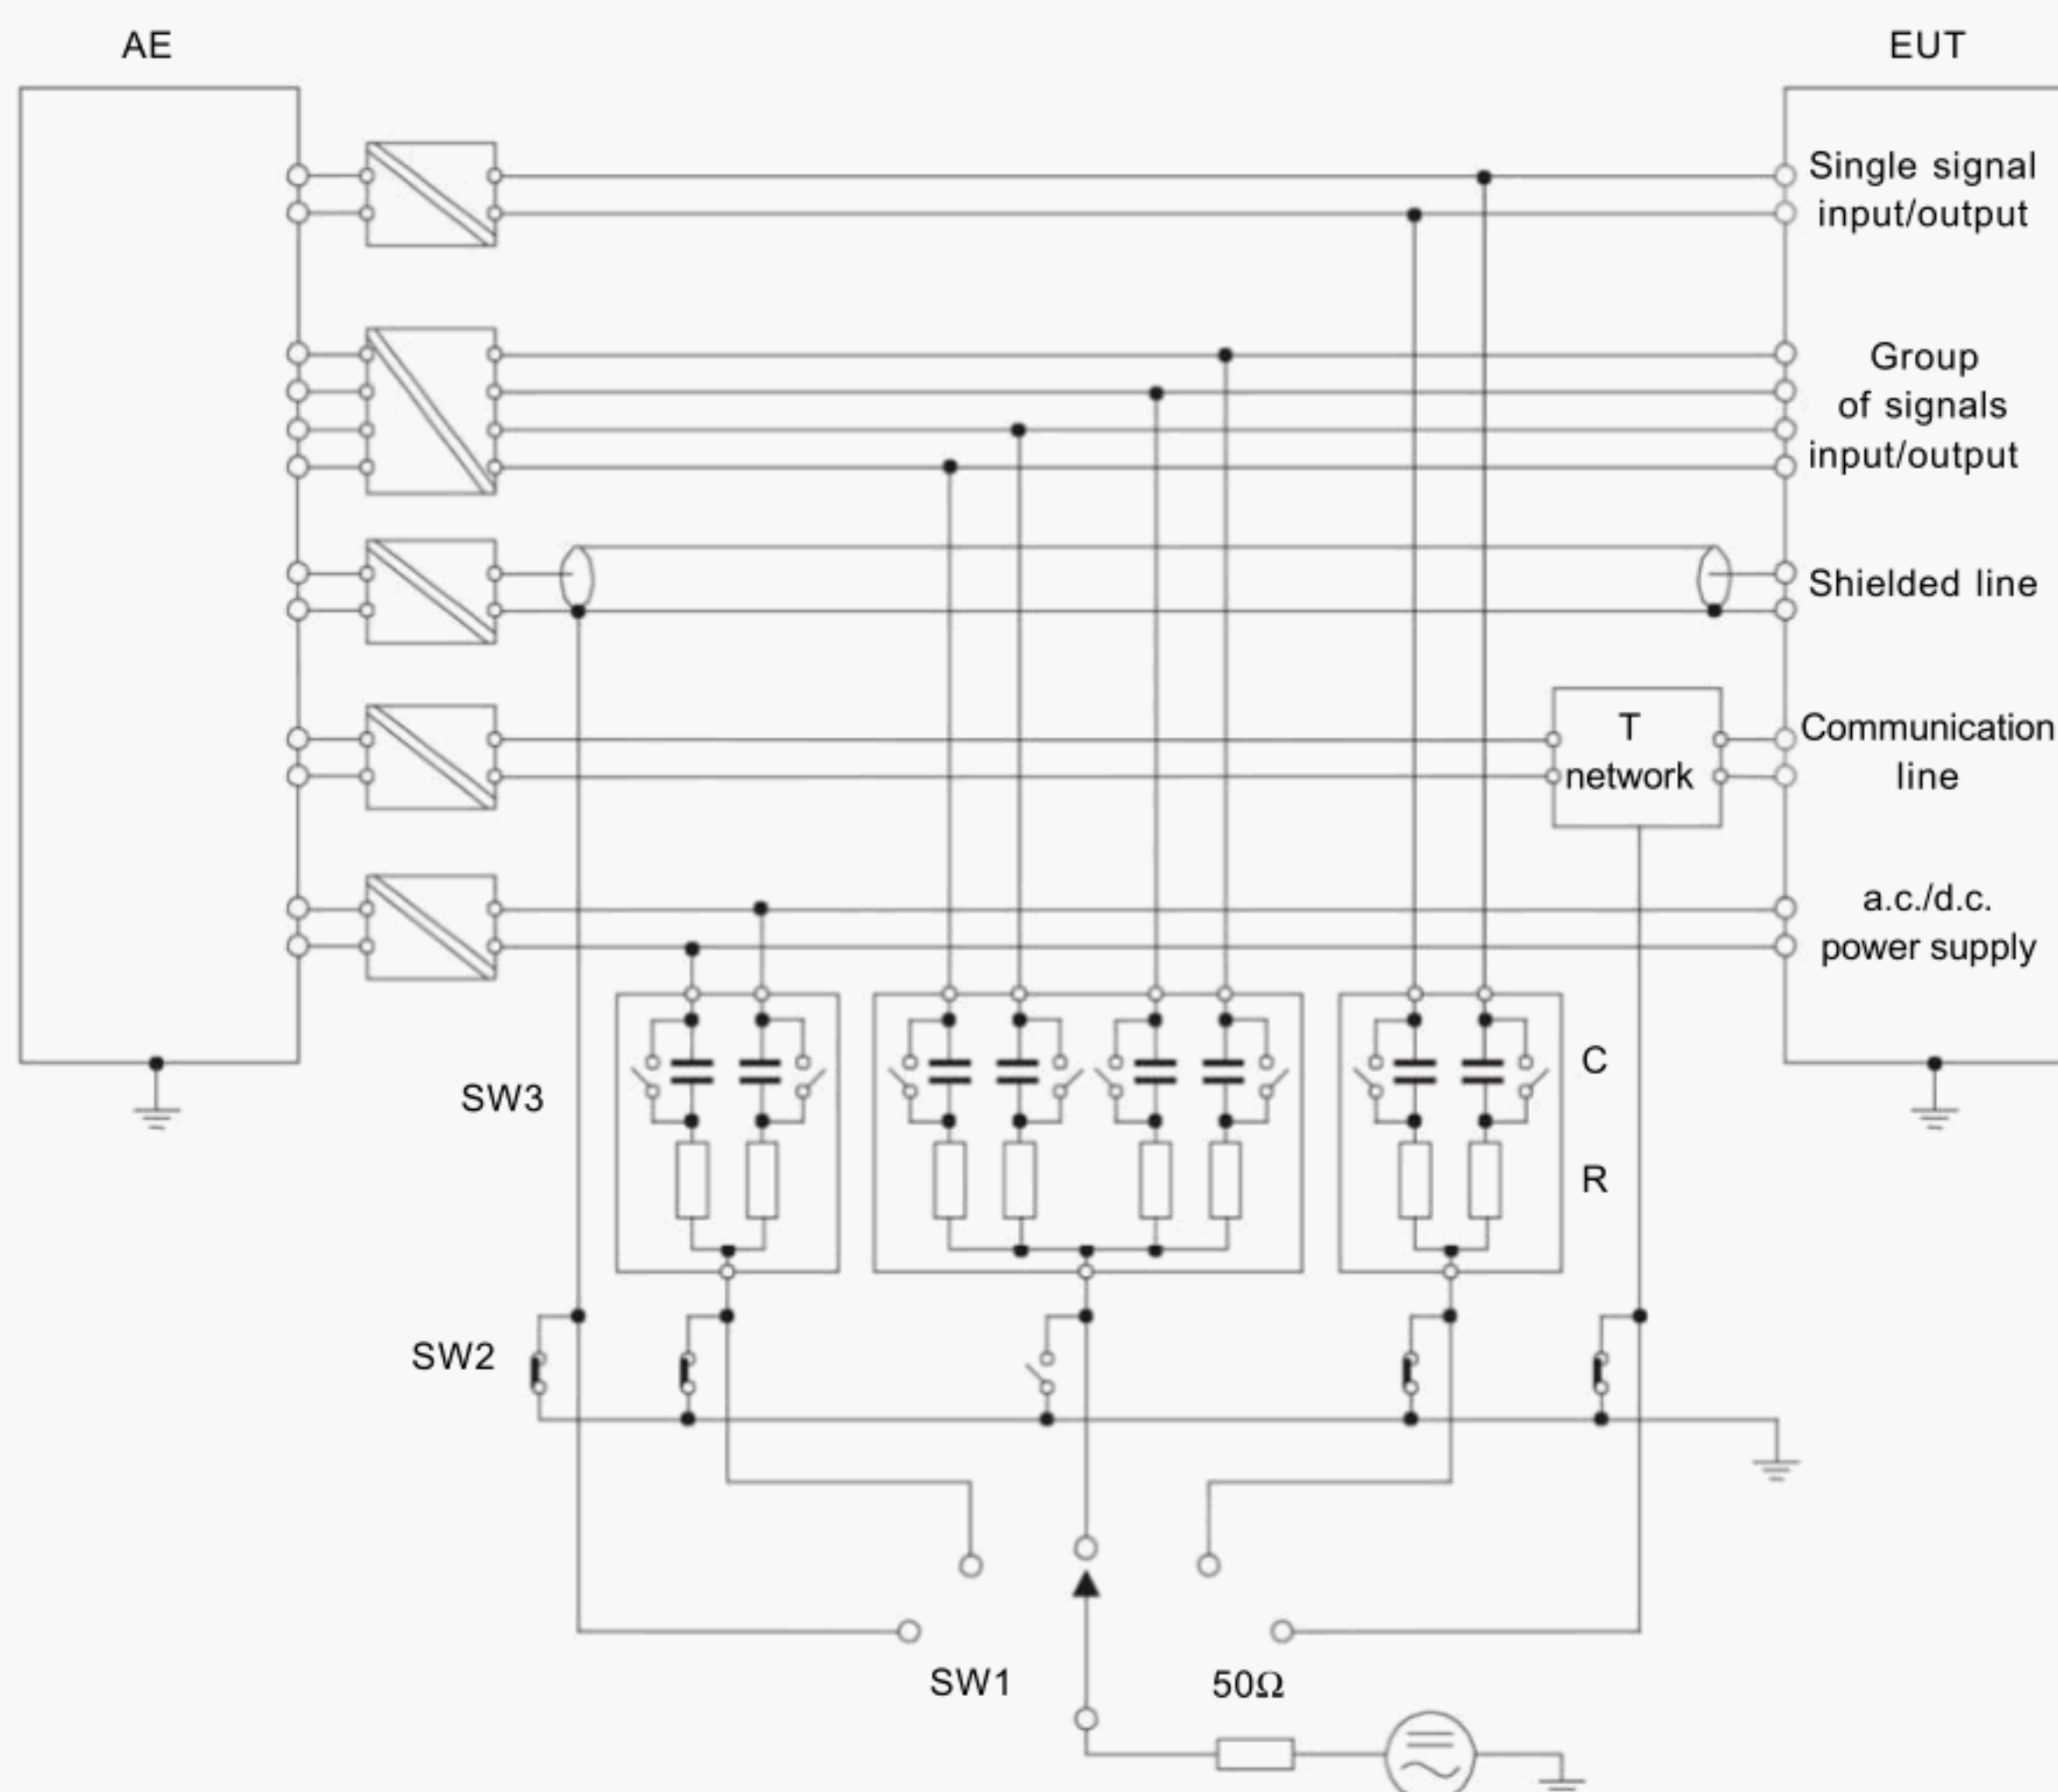 AE
EUT
Single signal
input/output
Group
of signals
input/output
Shielded line
T
network
Communication
line
a.c./d.c.
power supply
C
SW3
R
SW2
SW1
50Ω